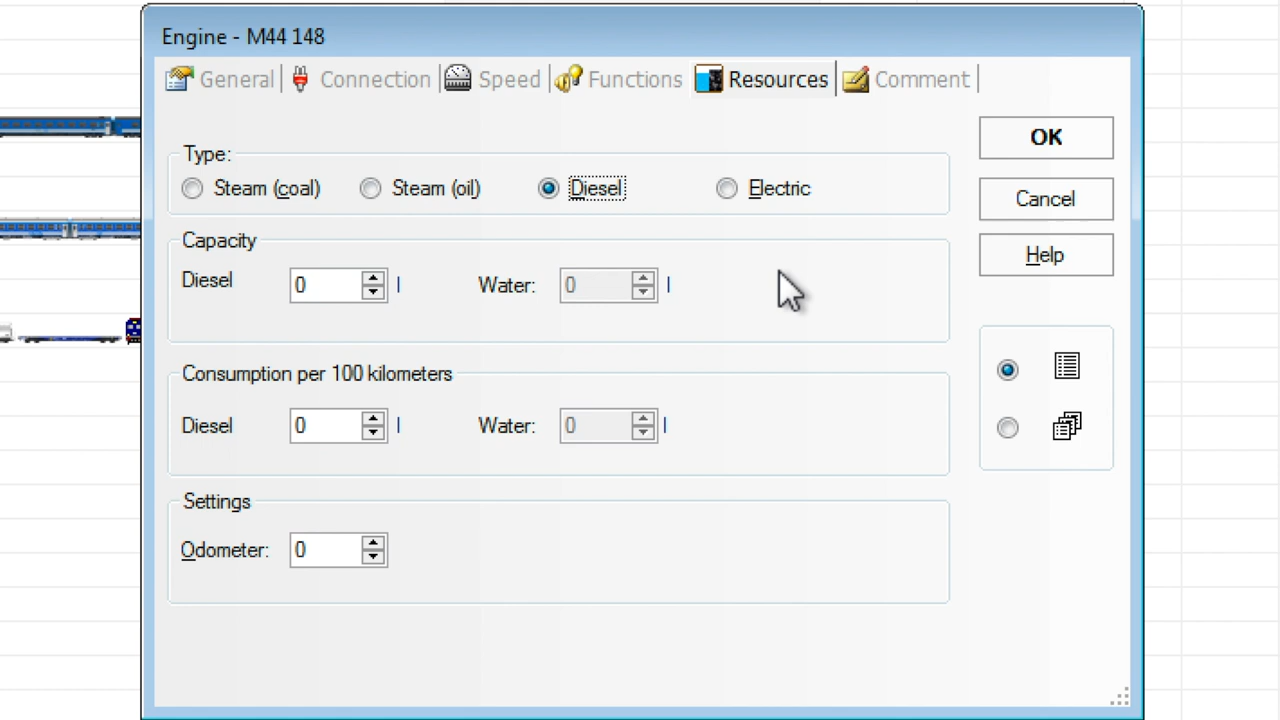 Engine - M44 148
General Connection Speed Functions Resources Comment
OK
Type:
Steam (coal) Steam (oil) Diesel Electric
Cancel
Capacity
Help
Diesel 0 l Water: 0 l
Consumption per 100 kilometers
Diesel 0 l Water: 0 l
Settings
Odometer: 0